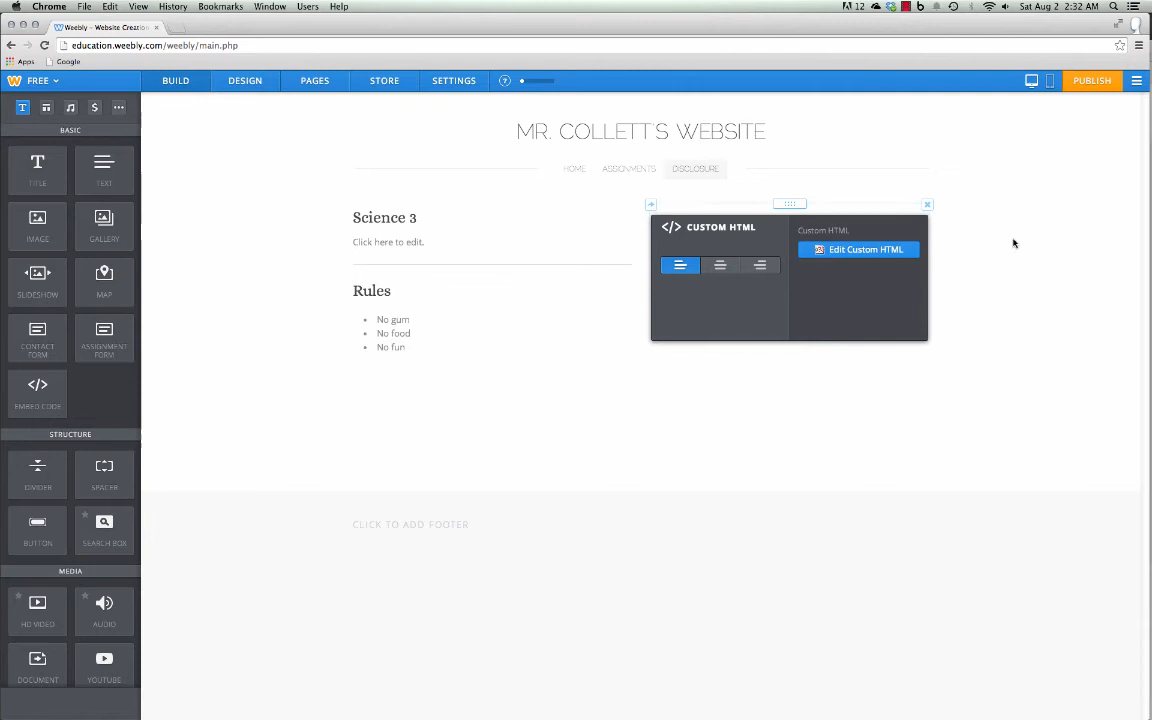 Chrome File Edit View History Bookmarks Window Users Help 12 Sat Aug 2 2:32 AM
Weebly - Website Creation
education.weebly.com/weebly/main.php
Apps Google
FREE BUILD DESIGN PAGES STORE SETTINGS ? PUBLISH
BASIC
TITLE TEXT
IMAGE GALLERY
SLIDESHOW MAP
CONTACT FORM ASSIGNMENT FORM
EMBED CODE
STRUCTURE
DIVIDER SPACER
BUTTON SEARCH BOX
MEDIA
HD VIDEO AUDIO
DOCUMENT YOUTUBE
MR. COLLETT'S WEBSITE
HOME ASSIGNMENTS DISCLOSURE
Science 3
Click here to edit.
Rules
• No gum
• No food
• No fun
</> CUSTOM HTML
Custom HTML
Edit Custom HTML
CLICK TO ADD FOOTER